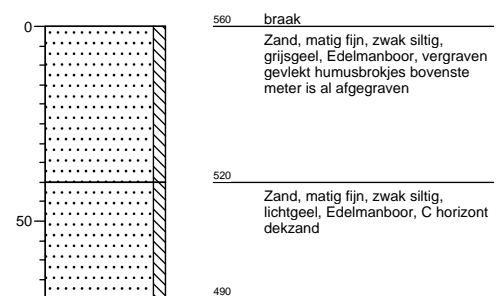 560 braak
0
Zand, matig fijn, zwak siltig,
grijsgeel, Edelmanboor, vergraven
gevlekt humusbrokjes bovenste
meter is al afgegraven
520
Zand, matig fijn, zwak siltig,
lichtgeel, Edelmanboor, C horizont
dekzand
50
490